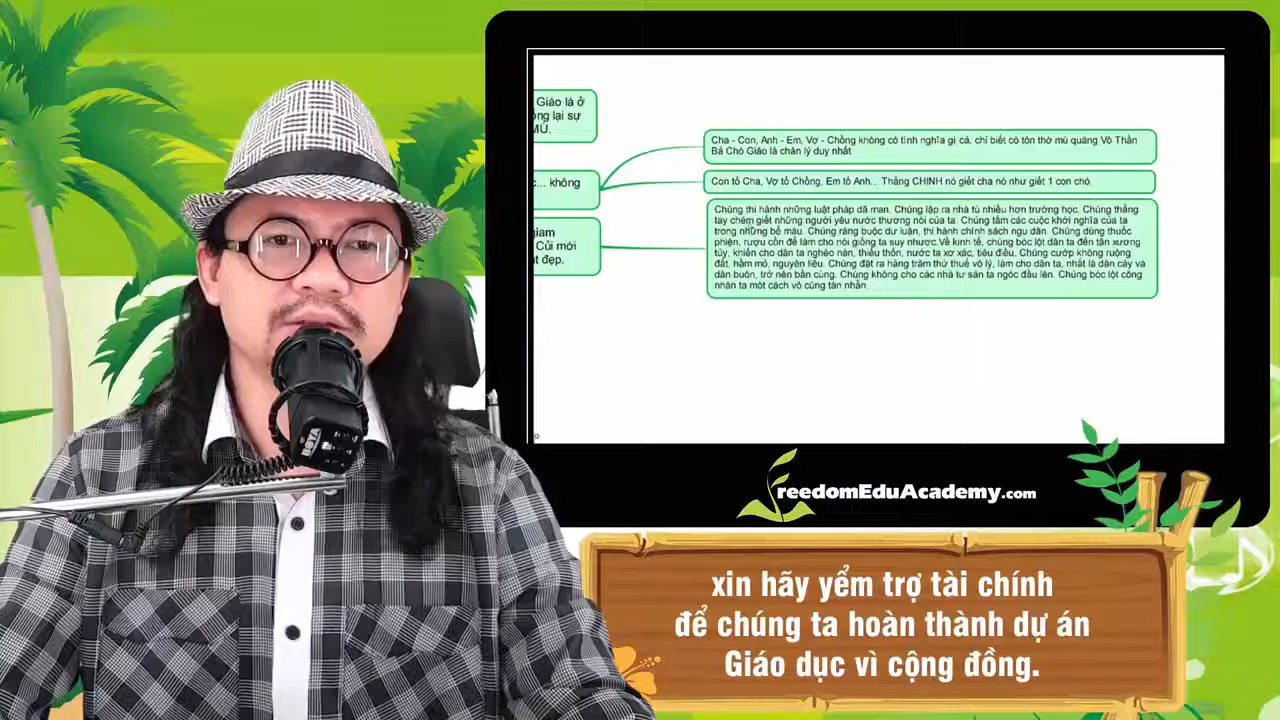 Giáo là ở
ông lại sự
MÙ.
c... không
giam
Củi mới
ất đẹp.
Cha - Con, Anh - Em, Vợ - Chồng không có tình nghĩa gì cả, chỉ biết có tôn thờ mù quáng Vô Thần
Bá Chó Giáo là chân lý duy nhất
Con tố Cha, Vợ tố Chồng, Em tố Anh... Thằng CHINH nó giết cha nó như giết 1 con chó.
Chúng thi hành những luật pháp dã man. Chúng lập ra nhà tù nhiều hơn trường học. Chúng thẳng
tay chém giết những người yêu nước thương nòi của ta. Chúng tắm các cuộc khởi nghĩa của ta
trong những bể máu. Chúng ràng buộc dư luận, thi hành chính sách ngu dân. Chúng dùng thuốc
phiện, rượu cồn để làm cho nòi giống ta suy nhược.Về kinh tế, chúng bóc lột dân ta đến tận xương
tủy, khiến cho dân ta nghèo nàn, thiếu thốn, nước ta xơ xác, tiêu điều. Chúng cướp không ruộng
đất, hầm mỏ, nguyên liệu. Chúng đặt ra hàng trăm thứ thuế vô lý, làm cho dân ta, nhất là dân cày và
dân buôn, trở nên bần cùng. Chúng không cho các nhà tư sản ta ngóc đầu lên. Chúng bóc lột công
nhân ta một cách vô cùng tàn nhẫn.
BOYA
FreedomEduAcademy.com
xin hãy yểm trợ tài chính
để chúng ta hoàn thành dự án
Giáo dục vì cộng đồng.